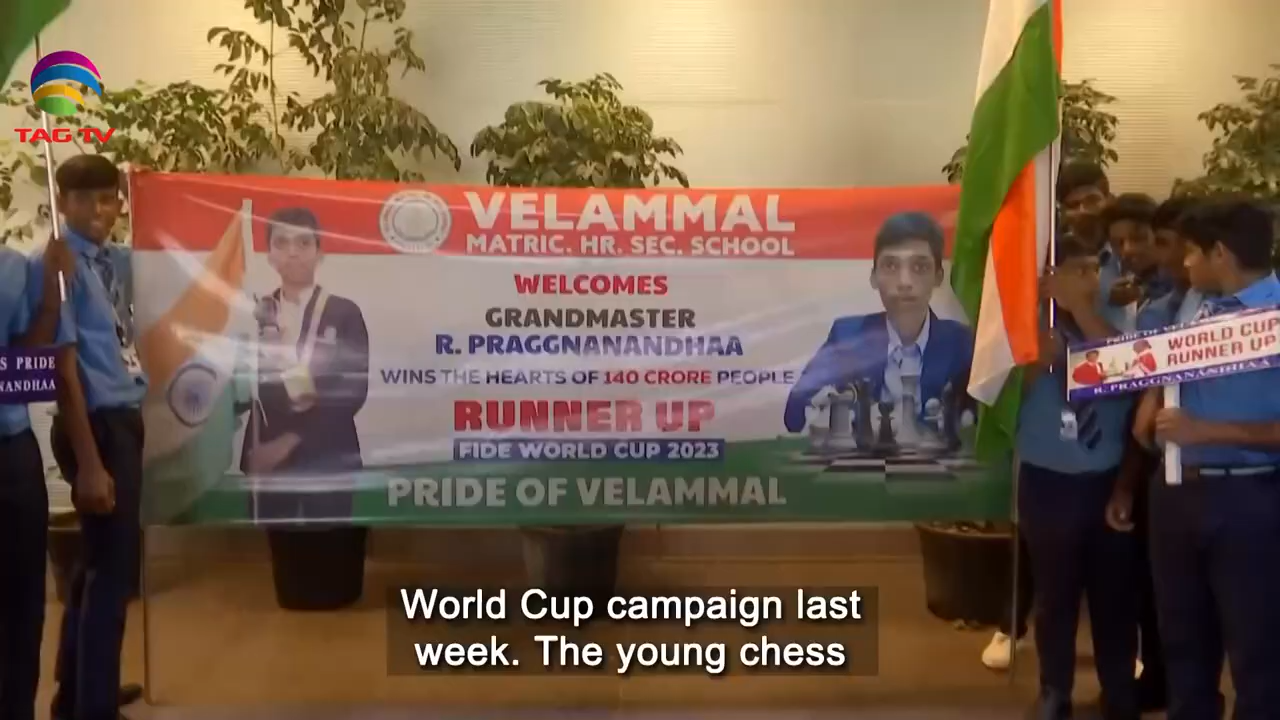 TAG TV
VELAMMAL
MATRIC. HR. SEC. SCHOOL
WELCOMES
GRANDMASTER
R. PRAGGNANANDHAA
WINS THE HEARTS OF 140 CRORE PEOPLE
RUNNER UP
FIDE WORLD CUP 2023
PRIDE OF VELAMMAL
S PRIDE
NANDHAA
PRIDE OF
WORLD CUP
RUNNER UP
R. PRAGGNANANDHAA
World Cup campaign last
week. The young chess